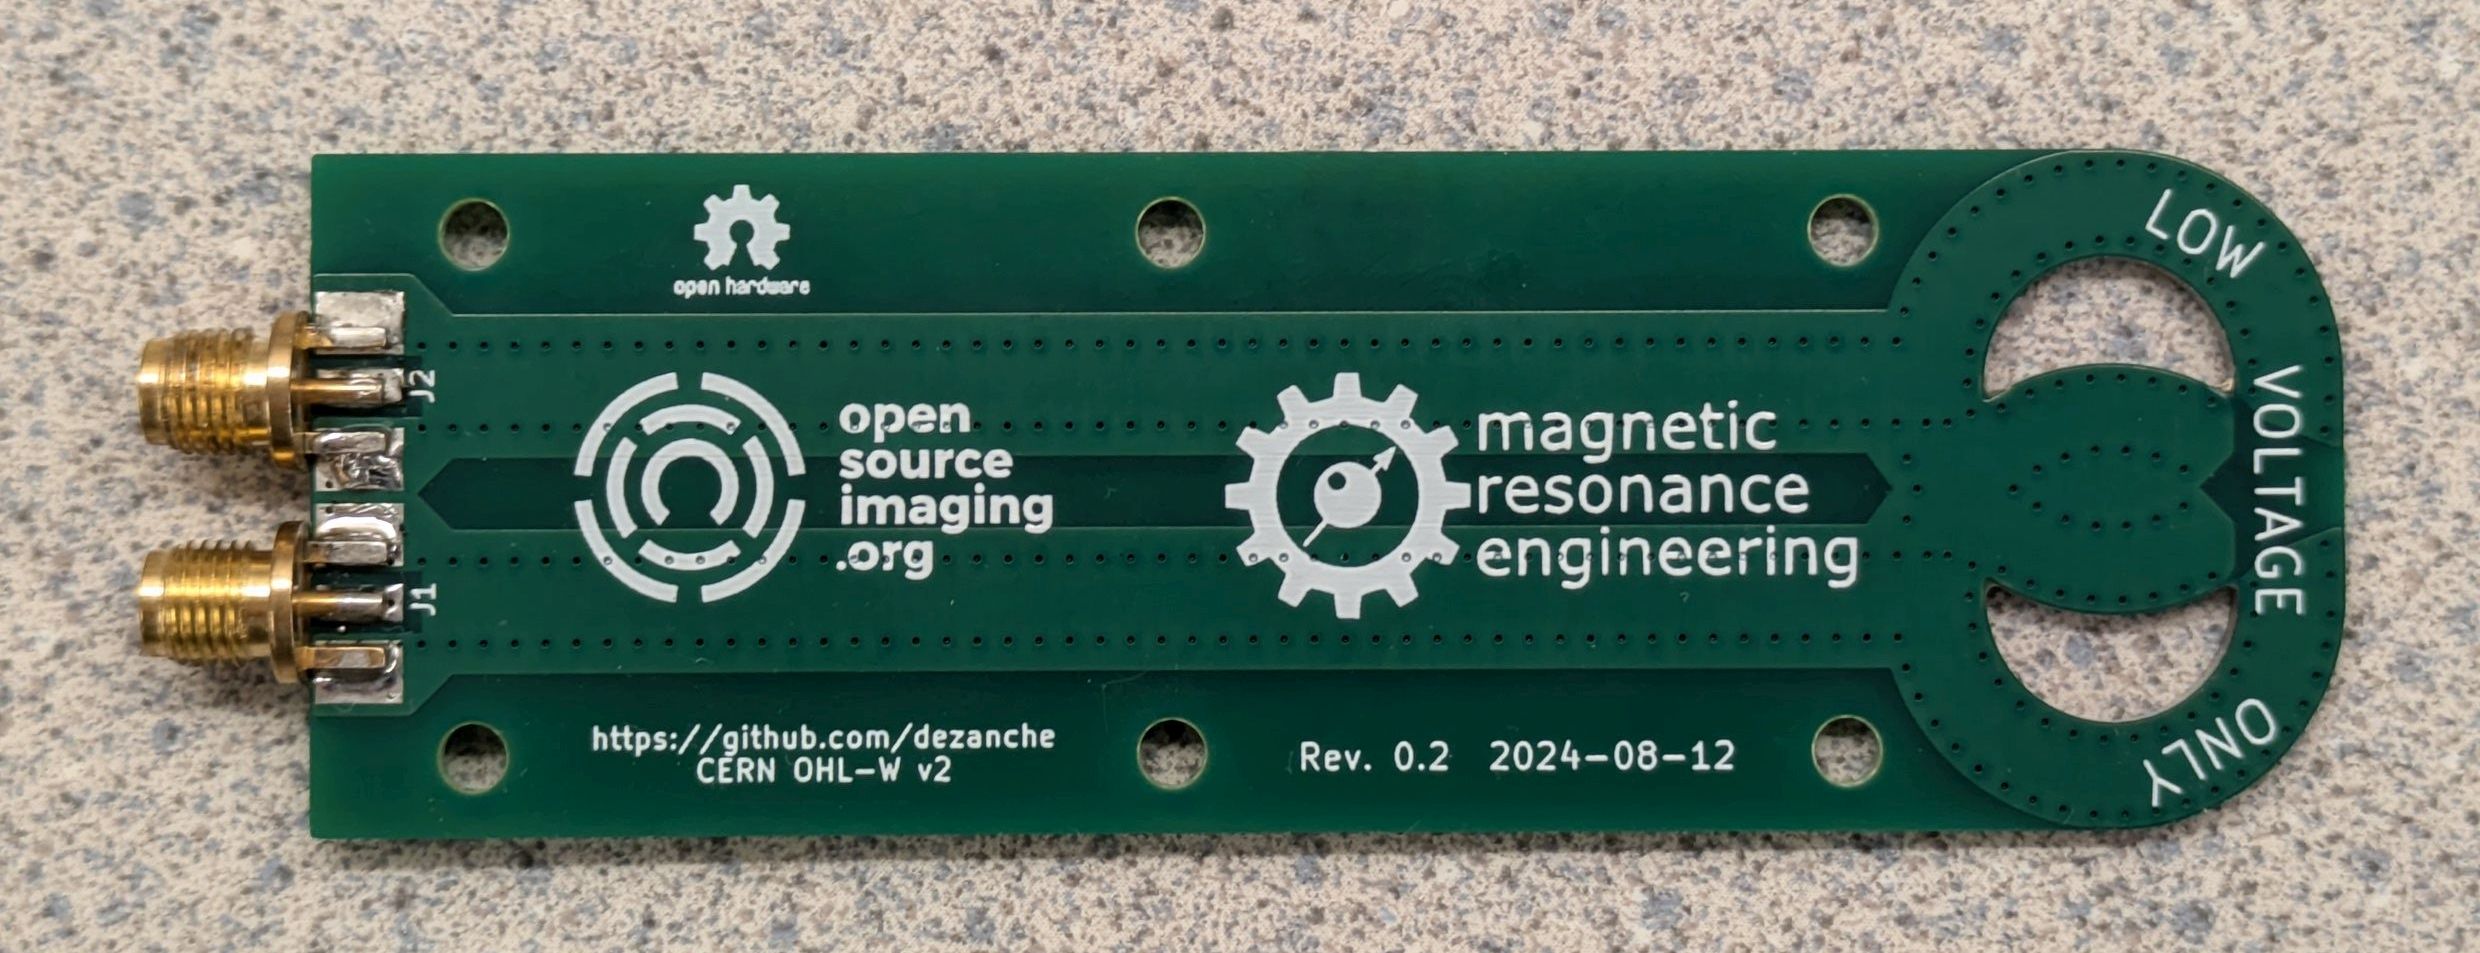 open hardware
J2
J1
open
source
imaging
.org
magnetic
resonance
engineering
LOW VOLTAGE ONLY
https://github.com/dezanche
CERN OHL-W v2
Rev. 0.2 2024-08-12